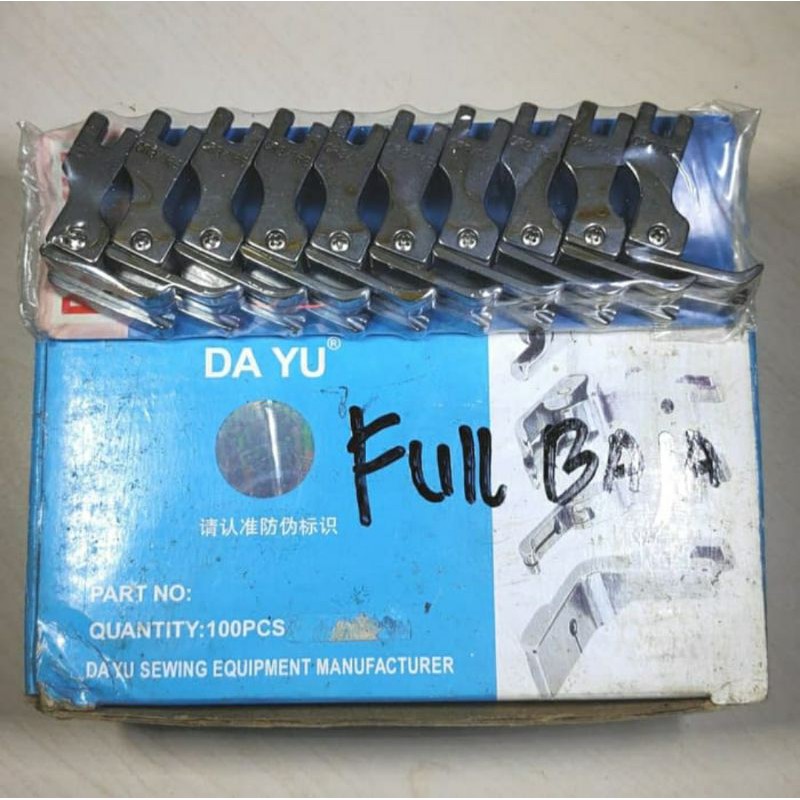 DA YU®
FULL BAJA
请认准防伪标识
PART NO:
QUANTITY:100PCS
DA YU SEWING EQUIPMENT MANUFACTURER